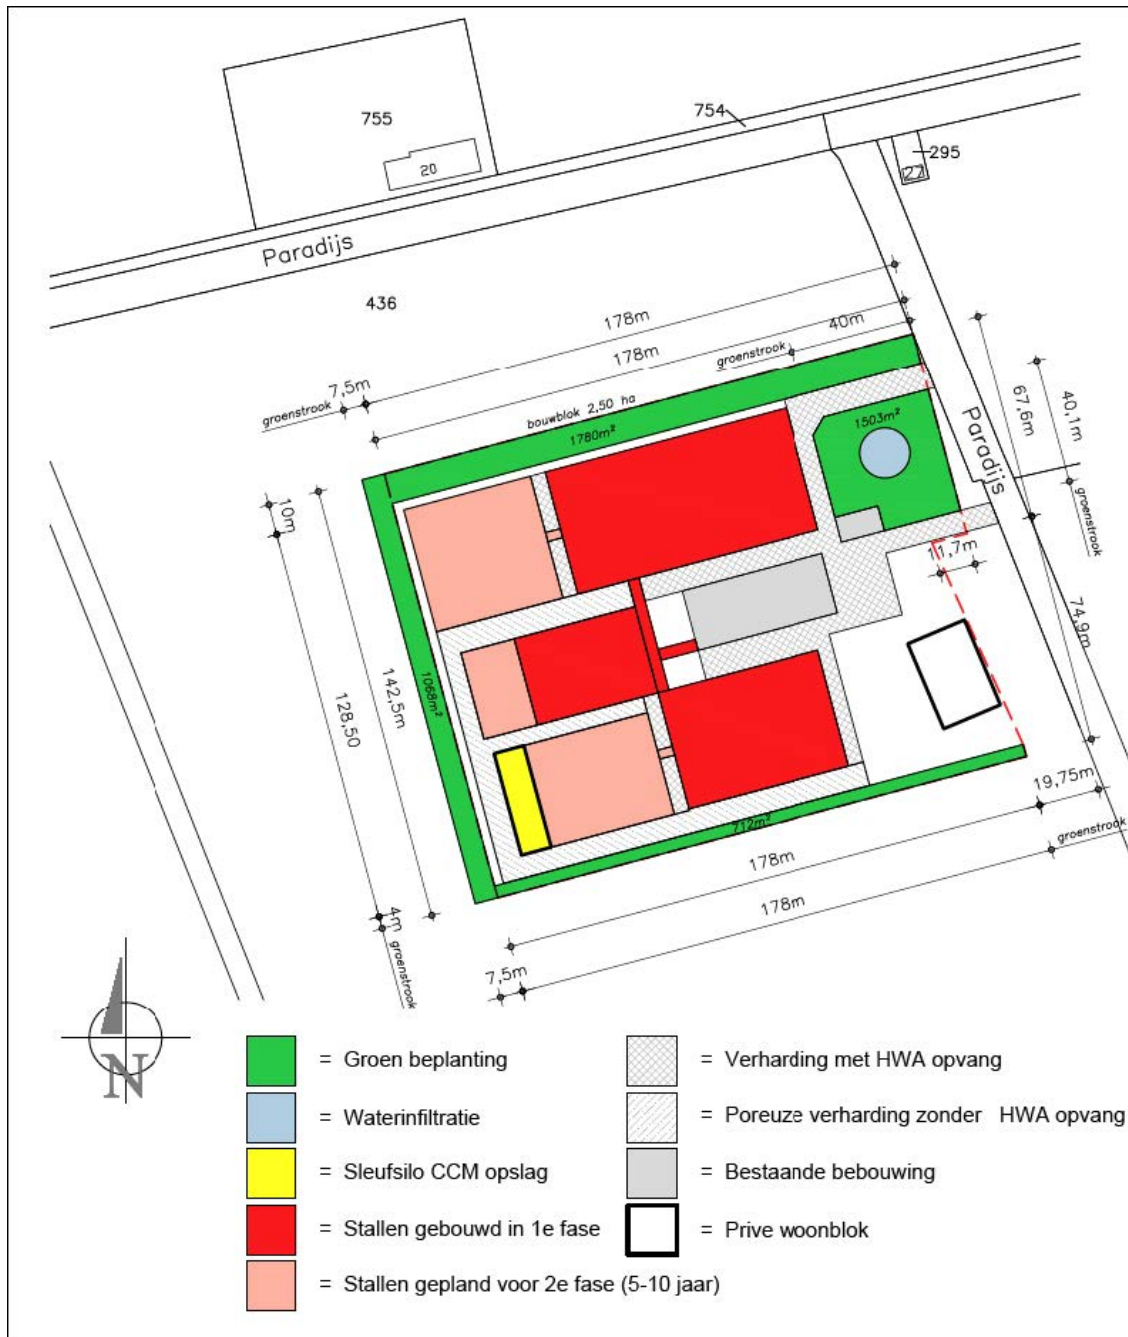 755
20
754
295
27
Paradijs
436
178m
178m
40m
groenstrook
7,5m
groenstrook
bouwblok 2,50 ha
1780m²
1503m²
67,6m
40,1m
Paradijs
groenstrook
10m
11,7m
74,9m
142,5m
128,50
1068m²
712m²
19,75m
groenstrook
178m
178m
4m
groenstrook
7,5m
N
= Groen beplanting
= Waterinfiltratie
= Sleufsilo CCM opslag
= Stallen gebouwd in 1e fase
= Stallen gepland voor 2e fase (5-10 jaar)
= Verharding met HWA opvang
= Poreuze verharding zonder HWA opvang
= Bestaande bebouwing
= Prive woonblok